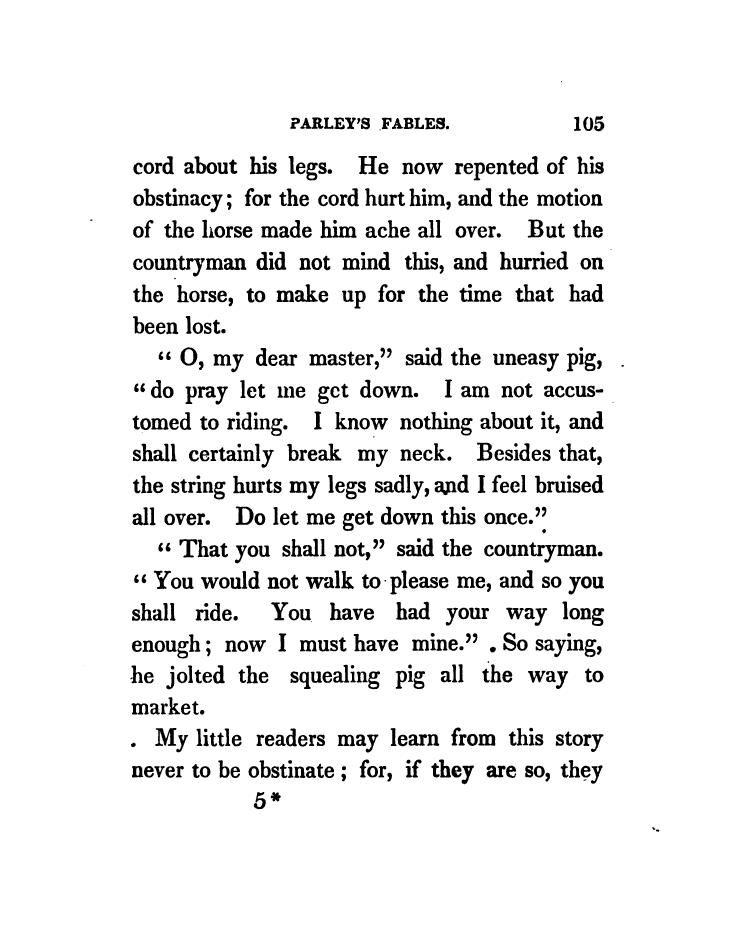 PARLEY'S FABLES. 105
cord about his legs. He now repented of his
obstinacy; for the cord hurt him, and the motion
of the horse made him ache all over. But the
countryman did not mind this, and hurried on
the horse, to make up for the time that had
been lost.
“ O, my dear master,” said the uneasy pig,
“ do pray let me get down. I am not accus-
tomed to riding. I know nothing about it, and
shall certainly break my neck. Besides that,
the string hurts my legs sadly, and I feel bruised
all over. Do let me get down this once.”
“ That you shall not,” said the countryman.
“ You would not walk to please me, and so you
shall ride. You have had your way long
enough; now I must have mine.” So saying,
he jolted the squealing pig all the way to
market.
My little readers may learn from this story
never to be obstinate; for, if they are so, they
5*